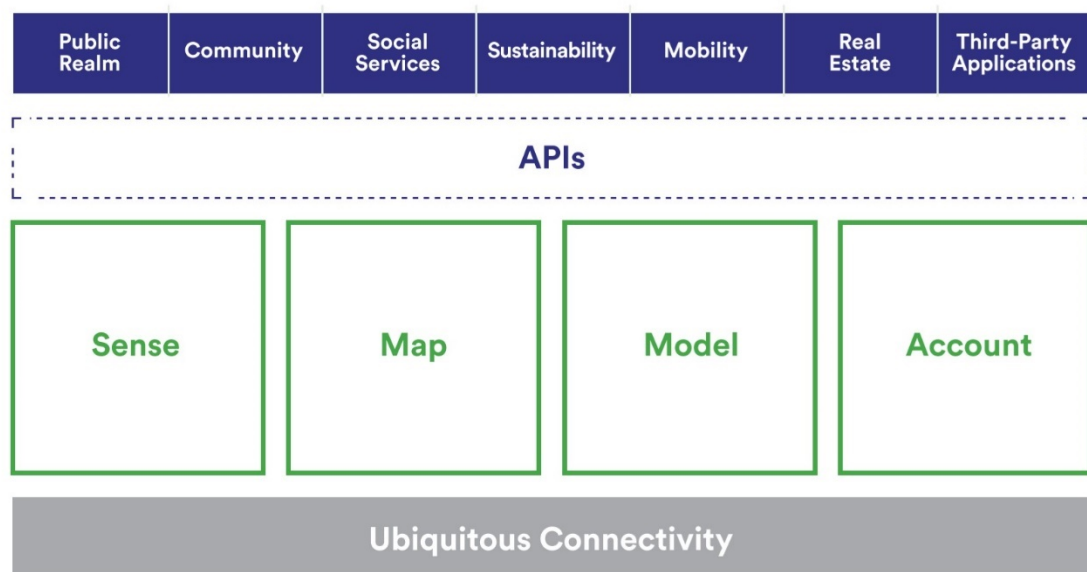 Public
Realm
Community
Social
Services
Sustainability
Mobility
Real
Estate
Third-Party
Applications
APIs
Sense
Map
Model
Account
Ubiquitous Connectivity